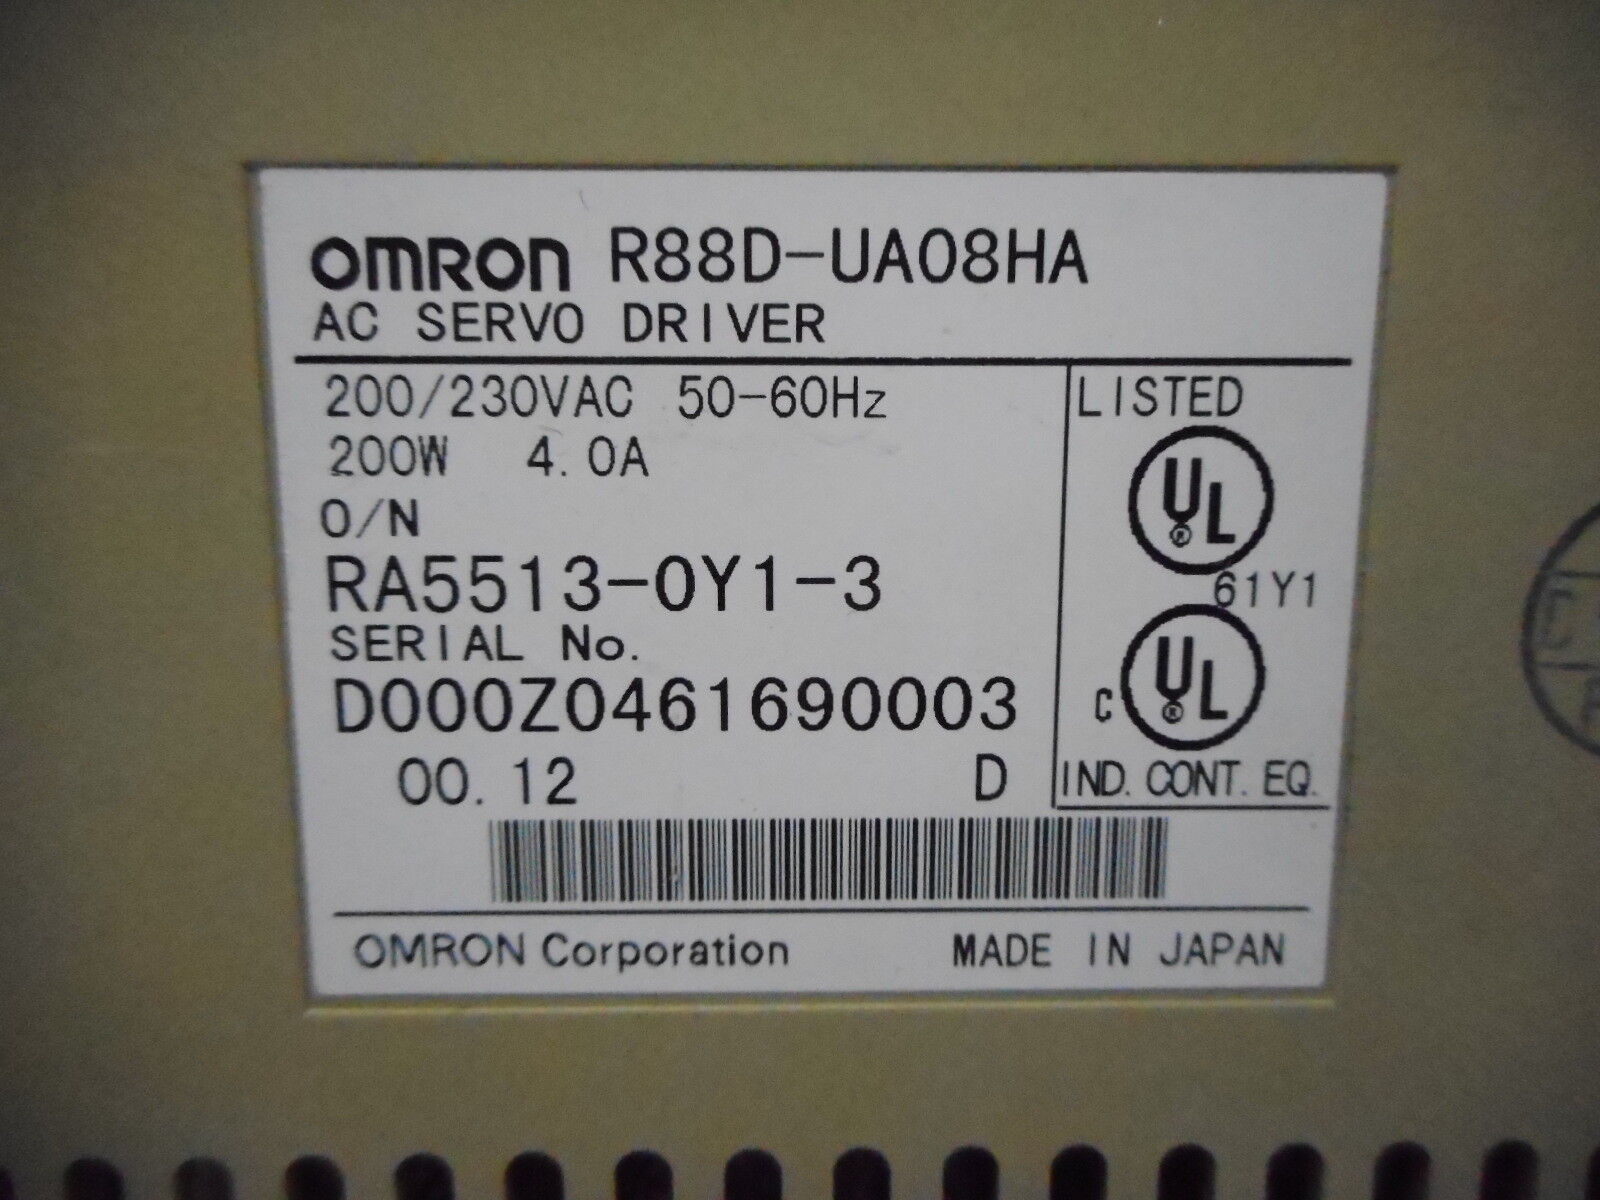 OMRON R88D-UA08HA
AC SERVO DRIVER
200/230VAC 50-60Hz
200W 4.0A
O/N
RA5513-0Y1-3
SERIAL No.
D000Z0461690003
00.12 D
LISTED
UL ®
61Y1
C UL ®
IND. CONT. EQ.
OMRON Corporation MADE IN JAPAN